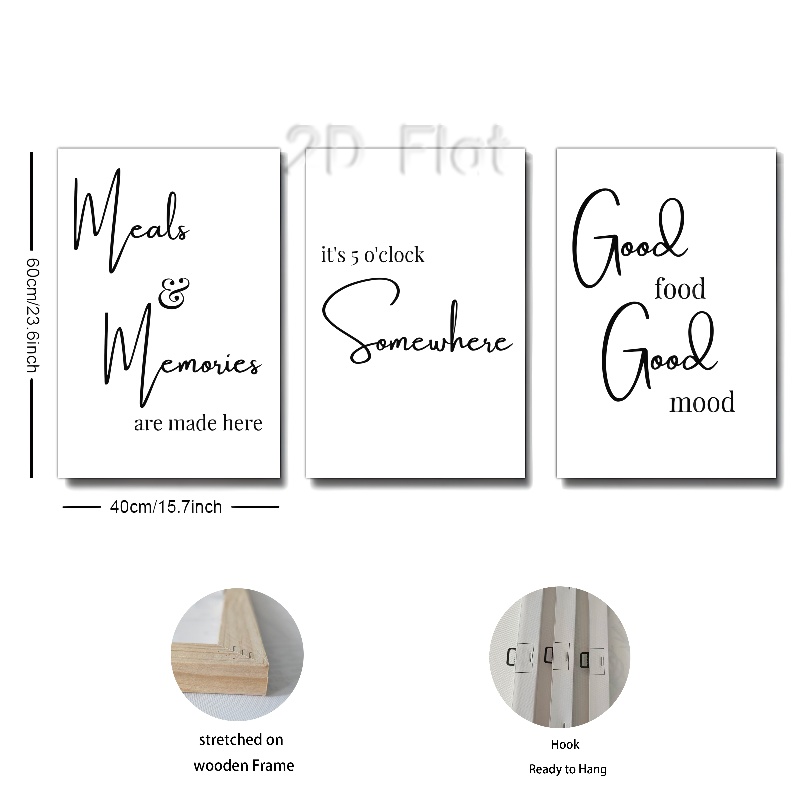 2D Flat
Meals
&
Memories
are made here
it's 5 o'clock
Somewhere
Good
food
Good
mood
60cm/23.6inch
40cm/15.7inch
stretched on
wooden Frame
Hook
Ready to Hang